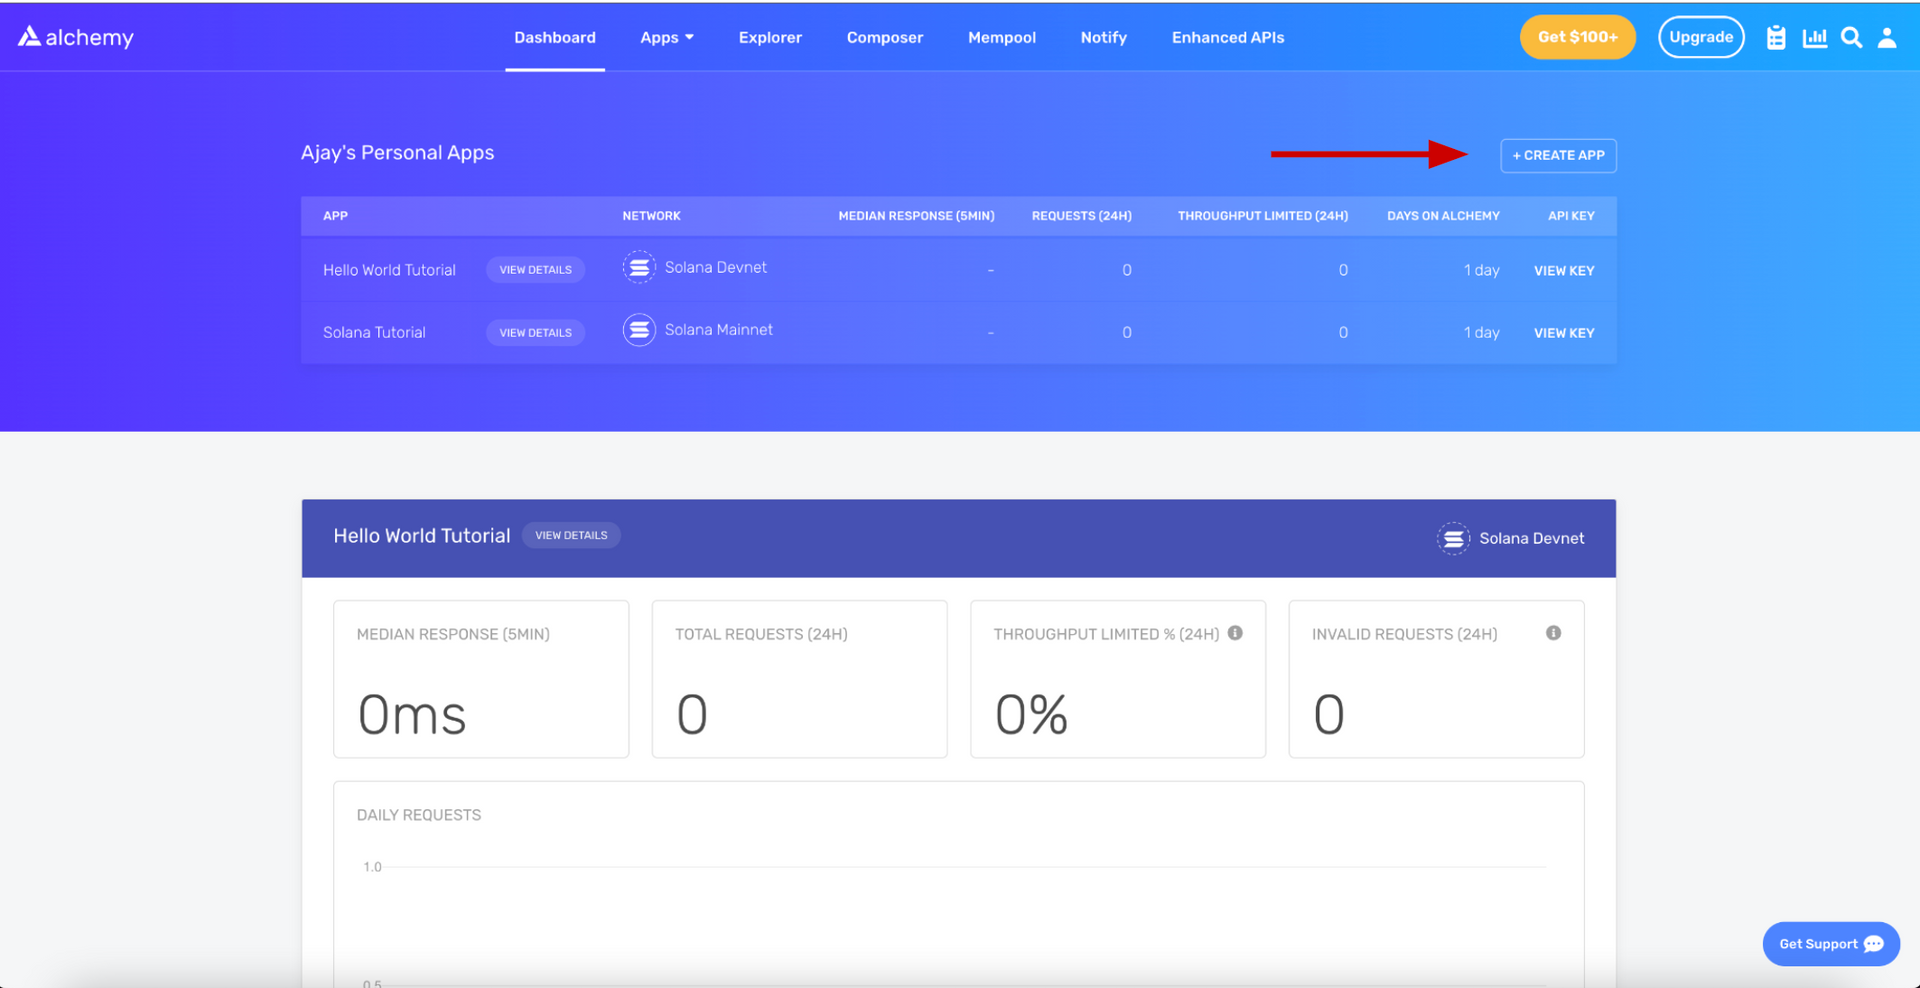 alchemy
Dashboard Apps Explorer Composer Mempool Notify Enhanced APIs Get $100+ Upgrade
Ajay's Personal Apps
+ CREATE APP
APP NETWORK MEDIAN RESPONSE (5MIN) REQUESTS (24H) THROUGHPUT LIMITED (24H) DAYS ON ALCHEMY API KEY
Hello World Tutorial VIEW DETAILS Solana Devnet - 0 0 1 day VIEW KEY
Solana Tutorial VIEW DETAILS Solana Mainnet - 0 0 1 day VIEW KEY
Hello World Tutorial VIEW DETAILS Solana Devnet
MEDIAN RESPONSE (5MIN) TOTAL REQUESTS (24H) THROUGHPUT LIMITED % (24H) INVALID REQUESTS (24H)
0ms 0 0% 0
DAILY REQUESTS
1.0
Get Support
0.5